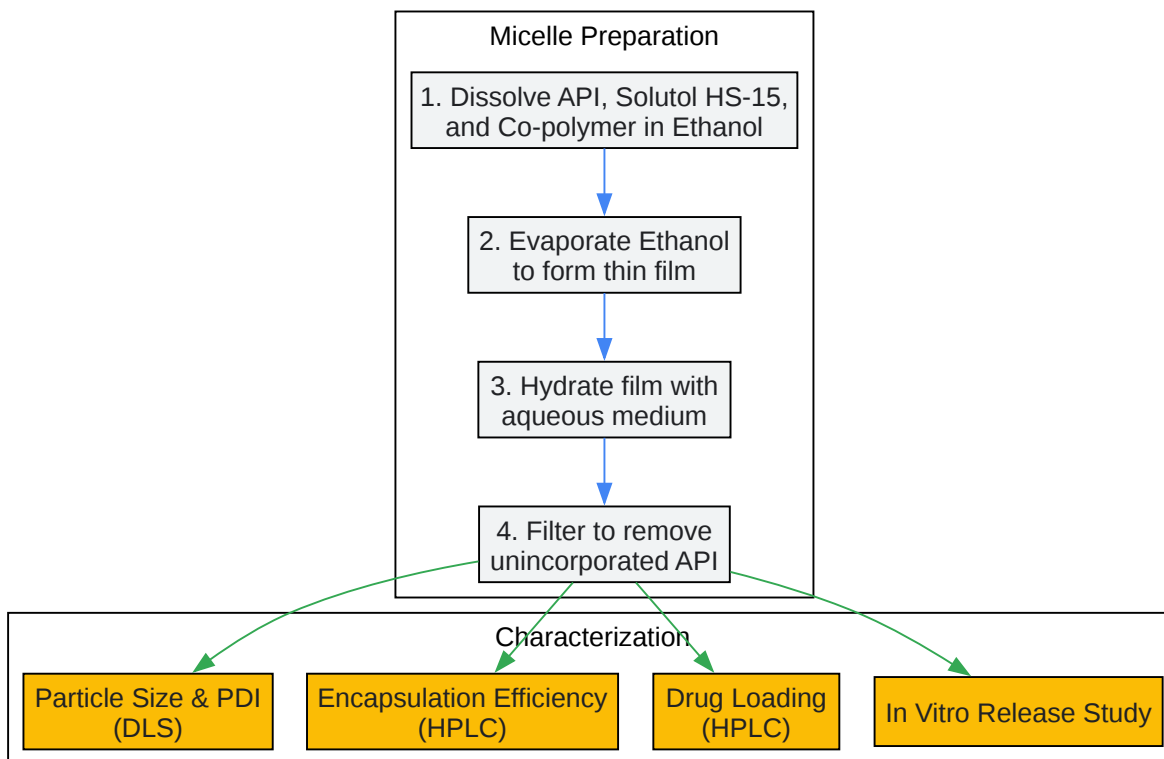 Micelle Preparation
1. Dissolve API, Solutol HS-15,
and Co-polymer in Ethanol
2. Evaporate Ethanol
to form thin film
3. Hydrate film with
aqueous medium
4. Filter to remove
unincorporated API
Characterization
Particle Size & PDI
(DLS)
Encapsulation Efficiency
(HPLC)
Drug Loading
(HPLC)
In Vitro Release Study